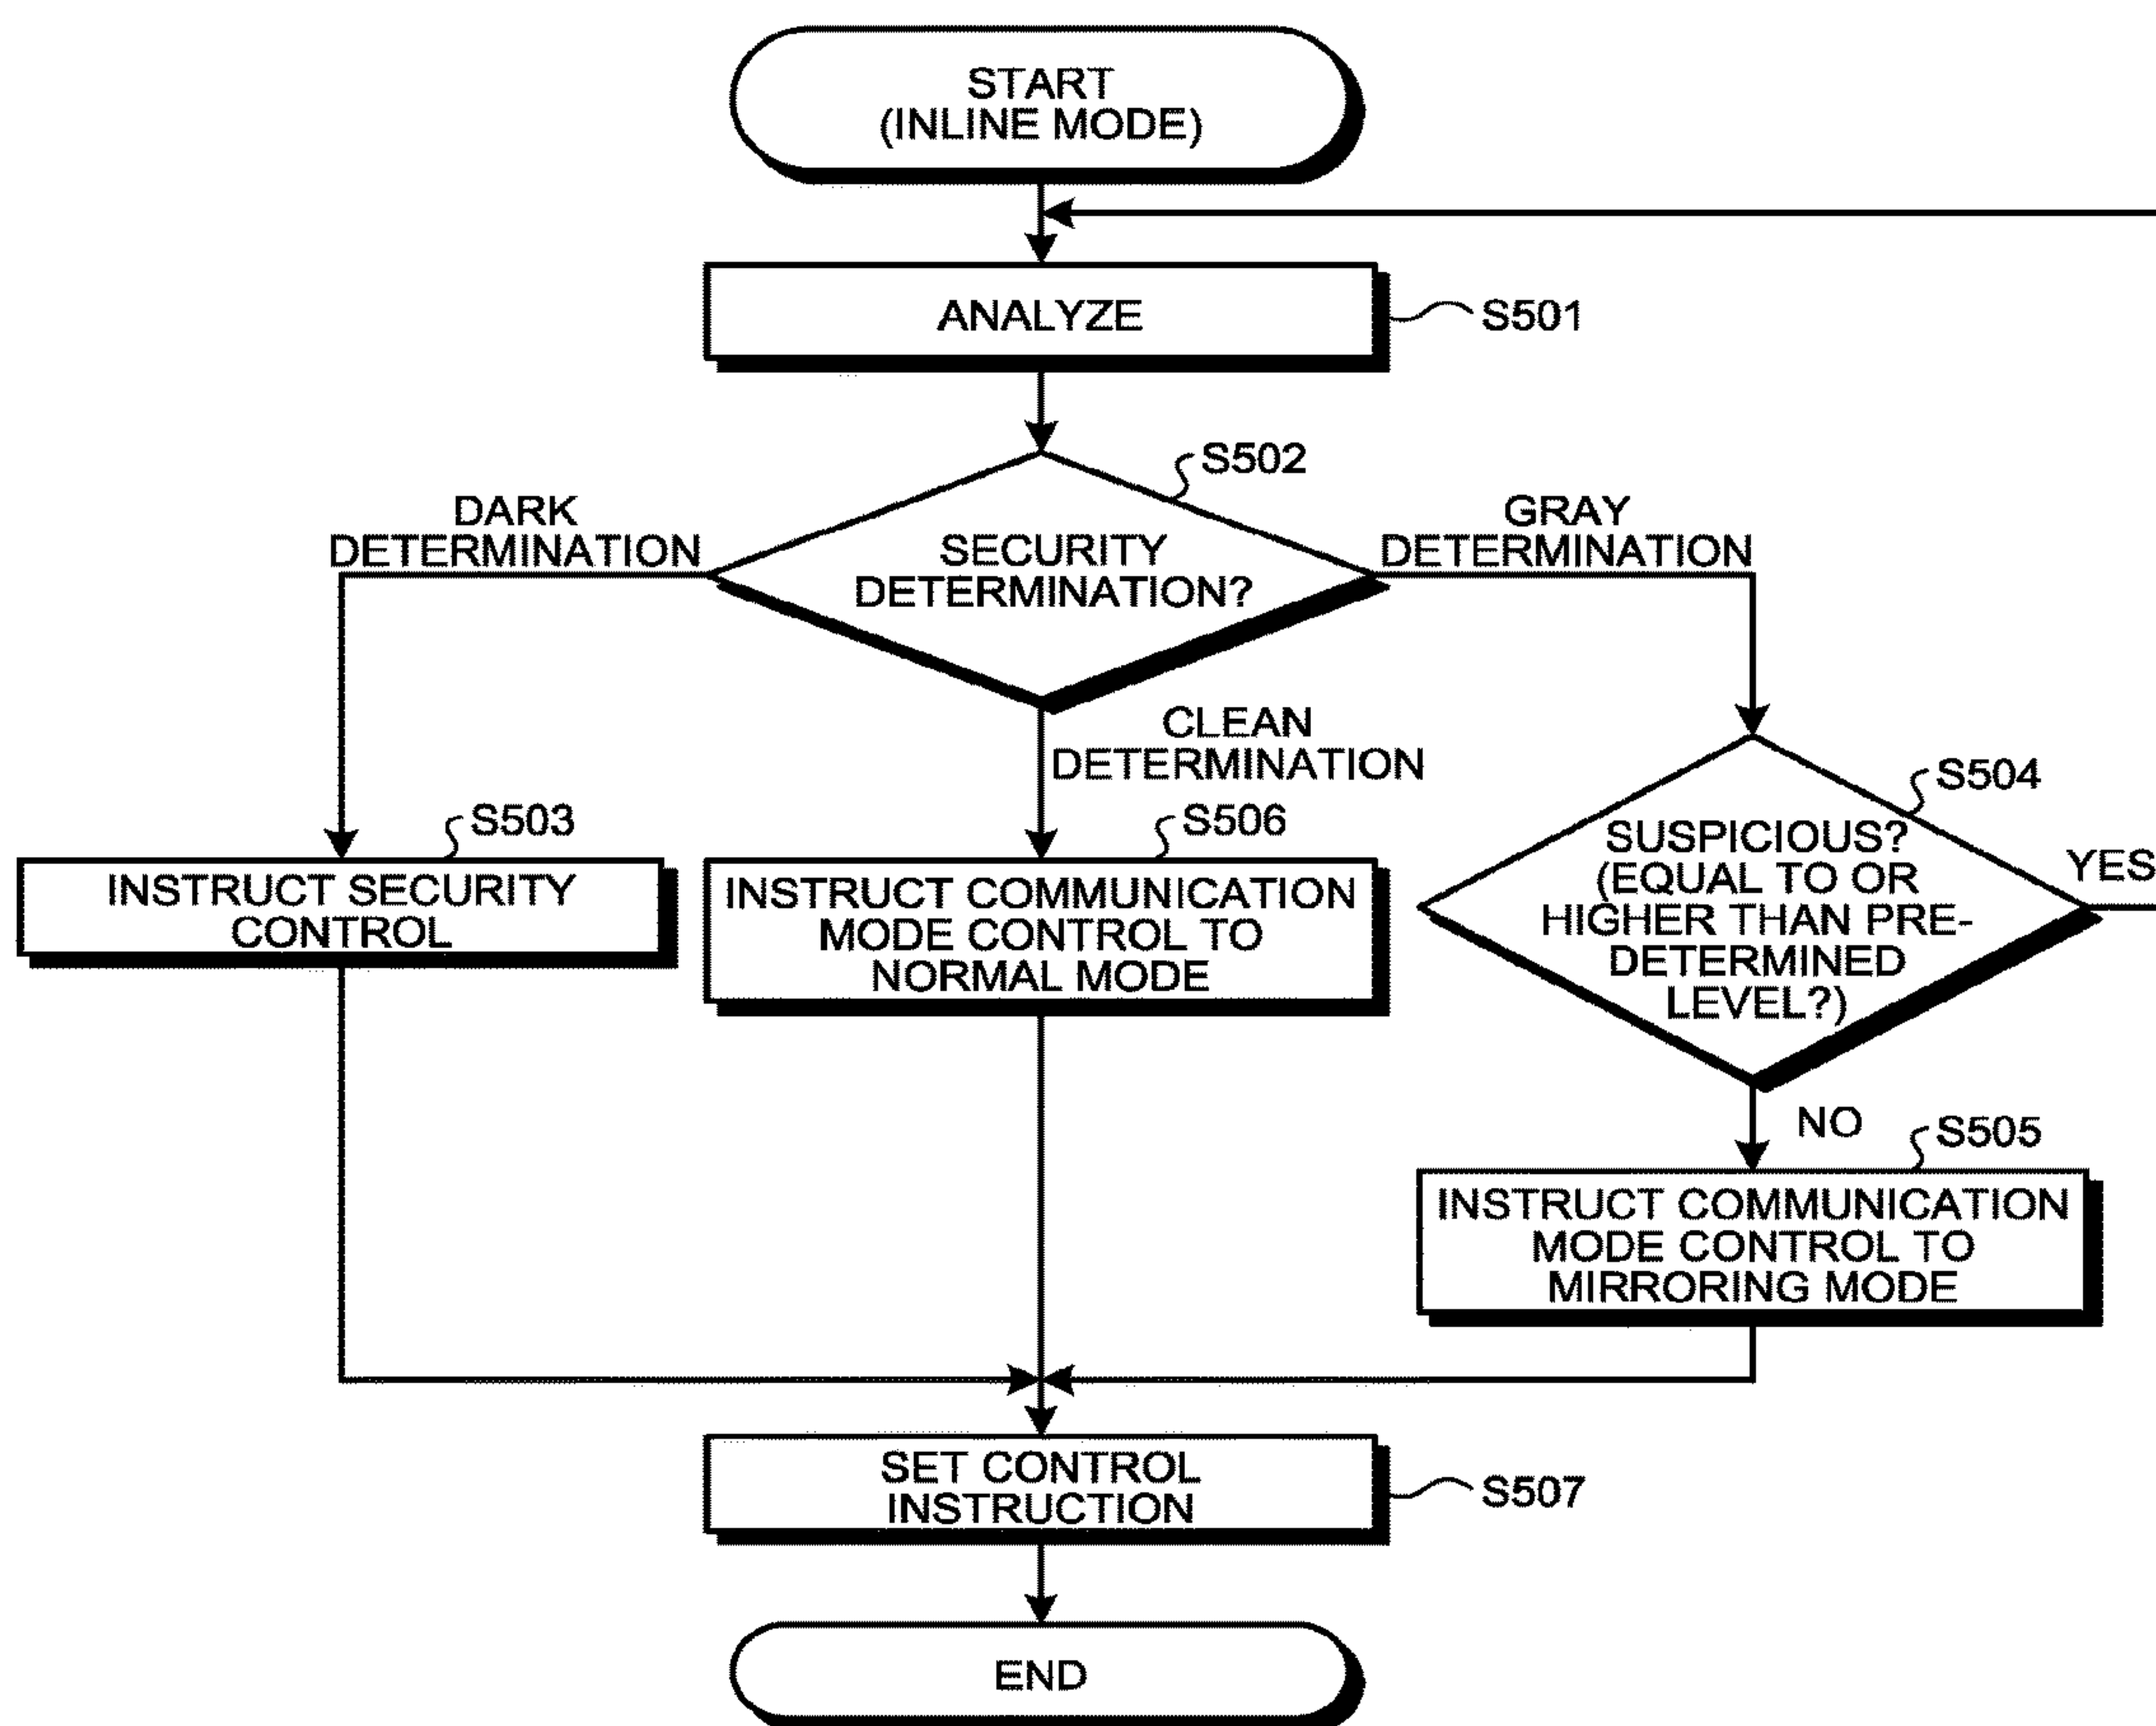 START
(INLINE MODE)
ANALYZE
S501
S502
DARK
DETERMINATION
SECURITY
DETERMINATION?
GRAY
DETERMINATION
CLEAN
DETERMINATION
S503
INSTRUCT SECURITY
CONTROL
S506
INSTRUCT COMMUNICATION
MODE CONTROL TO
NORMAL MODE
S504
SUSPICIOUS?
(EQUAL TO OR
HIGHER THAN PRE-
DETERMINED
LEVEL?)
YES
NO
S505
INSTRUCT COMMUNICATION
MODE CONTROL TO
MIRRORING MODE
SET CONTROL
INSTRUCTION
S507
END